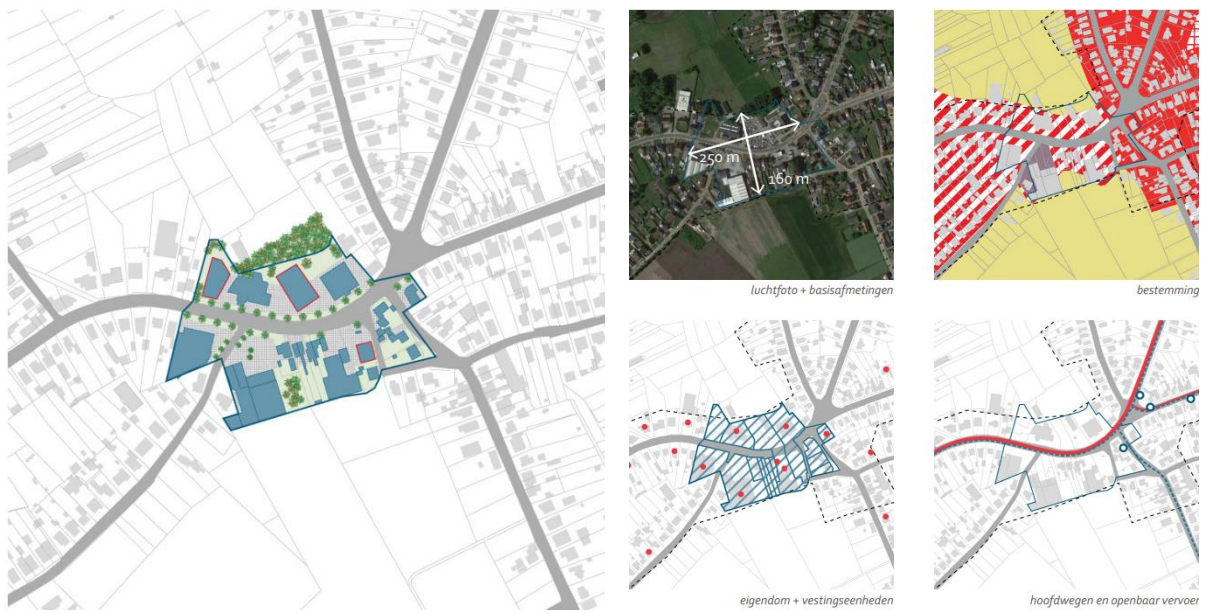 250 m
160 m
luchtfoto + basisafmetingen
bestemming
eigendom + vestingseenheden
hoofdwegen en openbaar vervoer